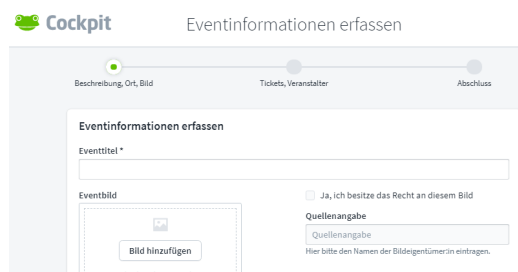 Cockpit
Eventinformationen erfassen
Beschreibung, Ort, Bild
Tickets, Veranstalter
Abschluss
Eventinformationen erfassen
Eventtitel *
Eventbild
Ja, ich besitze das Recht an diesem Bild
Quellenangabe
Quellenangabe
Bild hinzufügen
Hier bitte den Namen der Bildeigentümer:in eintragen.